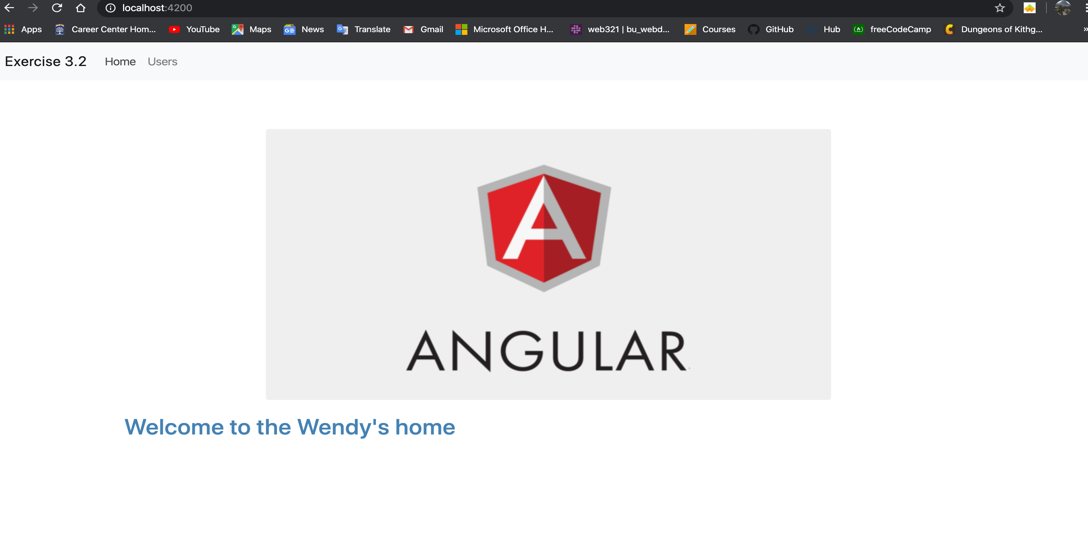 localhost:4200
Apps Career Center Hom... YouTube Maps News Translate Gmail Microsoft Office H... web321 | bu_webd... Courses GitHub Hub freeCodeCamp Dungeons of Kithg... »
Exercise 3.2 Home Users
A
ANGULAR
Welcome to the Wendy's home